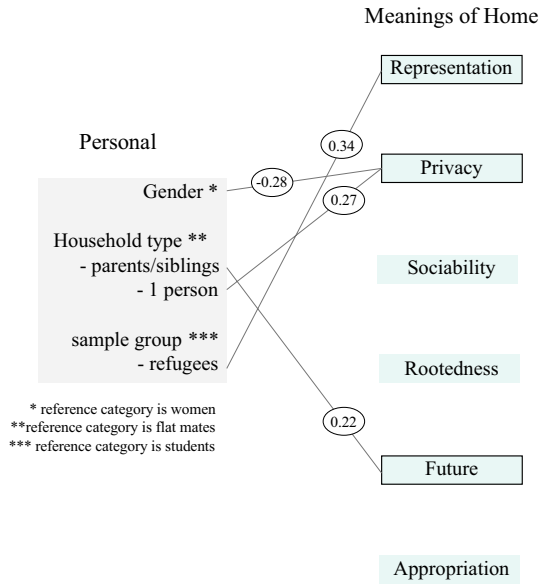 Meanings of Home
Representation
Personal
0.34
Gender *
-0.28
Privacy
0.27
Household type **
- parents/siblings
- 1 person
Sociability
sample group ***
- refugees
Rootedness
* reference category is women
**reference category is flat mates
*** reference category is students
0.22
Future
Appropriation